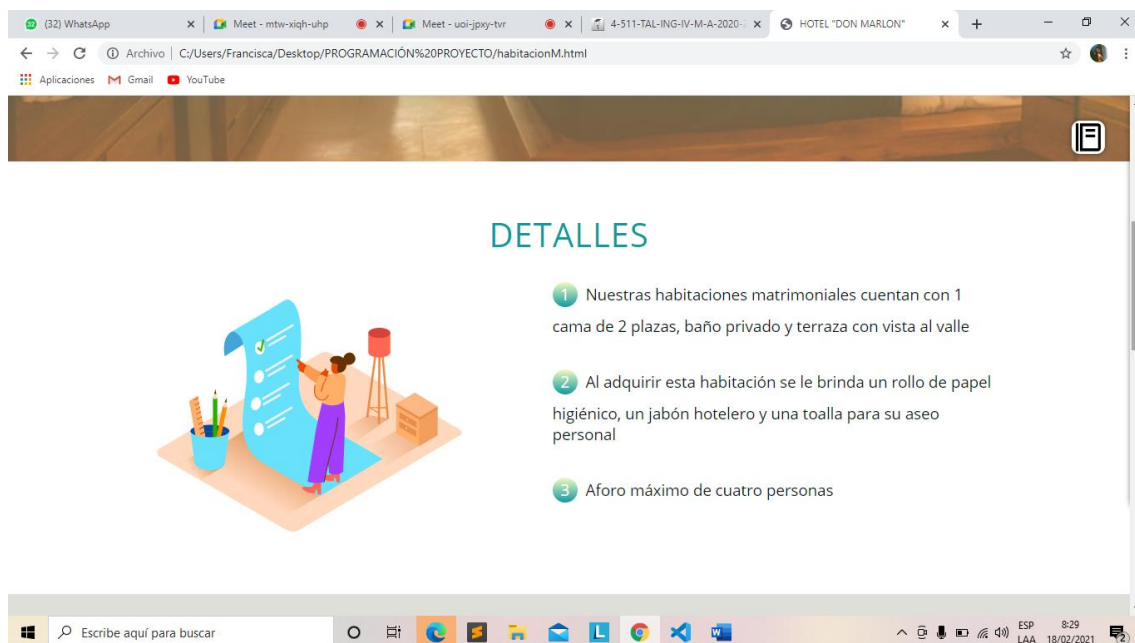 (32) WhatsApp
Meet - mtw-xiqh-uhp
Meet - uoi-jpxy-tvr
4-511-TAL-ING-IV-M-A-2020-
HOTEL "DON MARLON"
Archivo | C:/Users/Francisca/Desktop/PROGRAMACIÓN%20PROYECTO/habitacionM.html
Aplicaciones
Gmail
YouTube
DETALLES
1 Nuestras habitaciones matrimoniales cuentan con 1
cama de 2 plazas, baño privado y terraza con vista al valle
2 Al adquirir esta habitación se le brinda un rollo de papel
higiénico, un jabón hotelero y una toalla para su aseo
personal
3 Aforo máximo de cuatro personas
Escribe aquí para buscar
ESP
LAA
8:29
18/02/2021